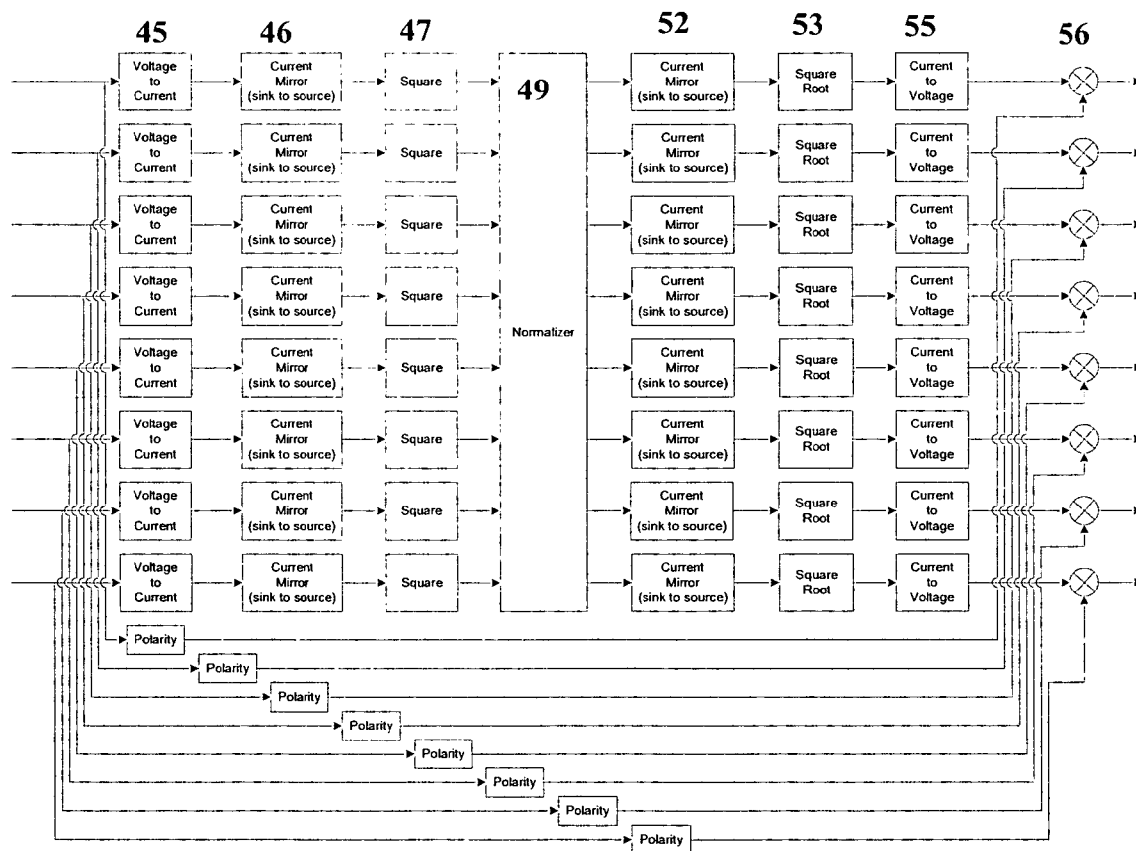 45 46 47 49 52 53 55 56
Voltage to Current
Current Mirror (sink to source)
Square
Current Mirror (sink to source)
Square Root
Current to Voltage
Voltage to Current
Current Mirror (sink to source)
Square
Current Mirror (sink to source)
Square Root
Current to Voltage
Voltage to Current
Current Mirror (sink to source)
Square
Current Mirror (sink to source)
Square Root
Current to Voltage
Voltage to Current
Current Mirror (sink to source)
Square
Normalizer
Current Mirror (sink to source)
Square Root
Current to Voltage
Voltage to Current
Current Mirror (sink to source)
Square
Current Mirror (sink to source)
Square Root
Current to Voltage
Voltage to Current
Current Mirror (sink to source)
Square
Current Mirror (sink to source)
Square Root
Current to Voltage
Voltage to Current
Current Mirror (sink to source)
Square
Current Mirror (sink to source)
Square Root
Current to Voltage
Voltage to Current
Current Mirror (sink to source)
Square
Current Mirror (sink to source)
Square Root
Current to Voltage
Polarity
Polarity
Polarity
Polarity
Polarity
Polarity
Polarity
Polarity